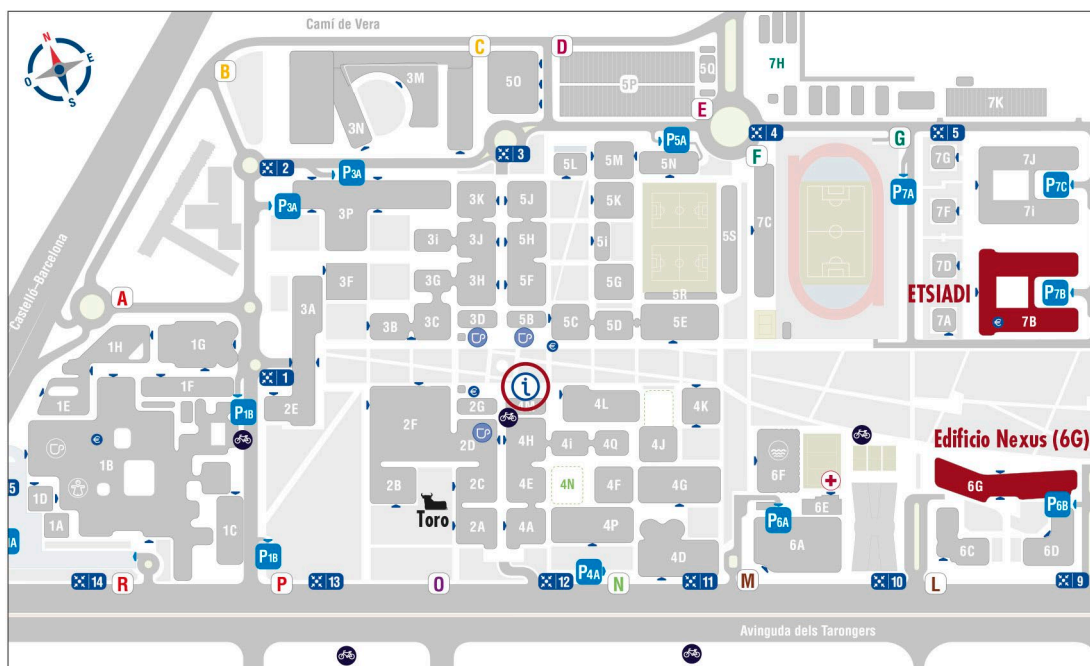 Camí de Vera
N
E
S
O
B
C
D
3M
5O
5P
5Q
7H
7K
3N
E
2
3
P5A
4
F
G
5
P3A
P3A
5L
5M
5N
7G
7J
P7C
P7A
7i
3P
3K
5J
5K
7C
7F
3i
3J
5H
5i
5S
Castelló-Barcelona
3F
3G
3H
5F
5G
7D
ETSIADI
P7B
A
3A
5R
3B
3C
3D
5B
5C
5D
5E
7A
€
7B
1H
1G
€
1
1E
1F
P1B
2E
2F
€
2G
i
4L
4K
1B
€
2D
4H
4i
4Q
4J
Edificio Nexus (6G)
6F
5
1D
2B
2C
4E
4N
4F
4G
6G
P6B
1A
1C
Toro
2A
4A
4P
P6A
6E
6A
6C
6D
P1B
4D
P4A
14
R
P
13
O
12
N
11
M
10
L
9
Avinguda dels Tarongers